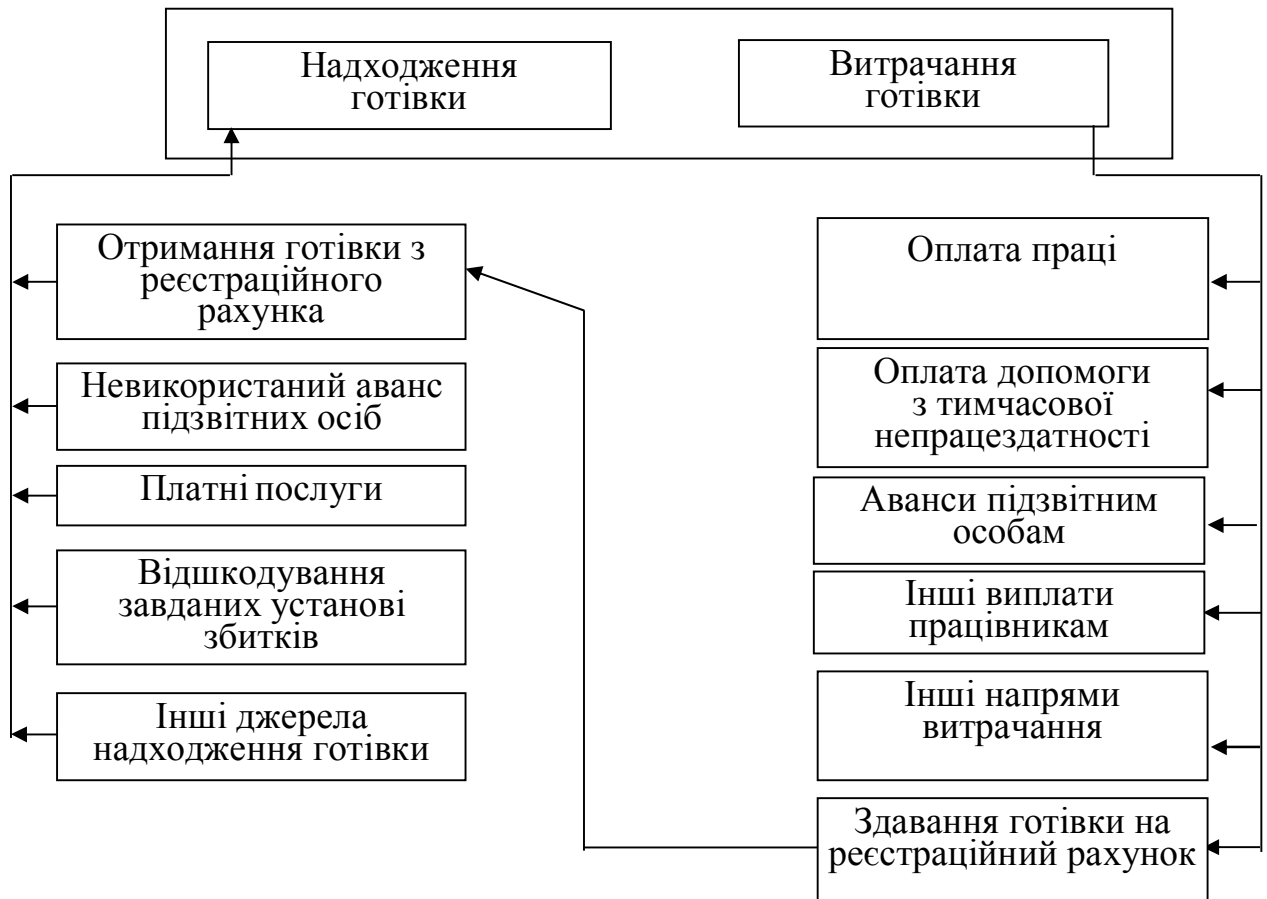 Надходження
готівки
Витрачання
готівки
Отримання готівки з
реєстраційного
рахунка
Невикористаний аванс
підзвітних осіб
Платні послуги
Відшкодування
завданих установі
збитків
Інші джерела
надходження готівки
Оплата праці
Оплата допомоги
з тимчасової
непрацездатності
Аванси підзвітним
особам
Інші виплати
працівникам
Інші напрями
витрачання
Здавання готівки на
реєстраційний рахунок